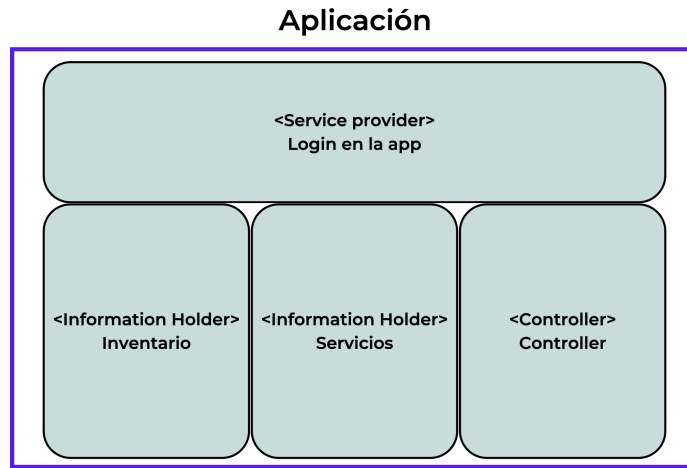 Aplicación
<Service provider>
Login en la app
<Information Holder>
Inventario
<Information Holder>
Servicios
<Controller>
Controller